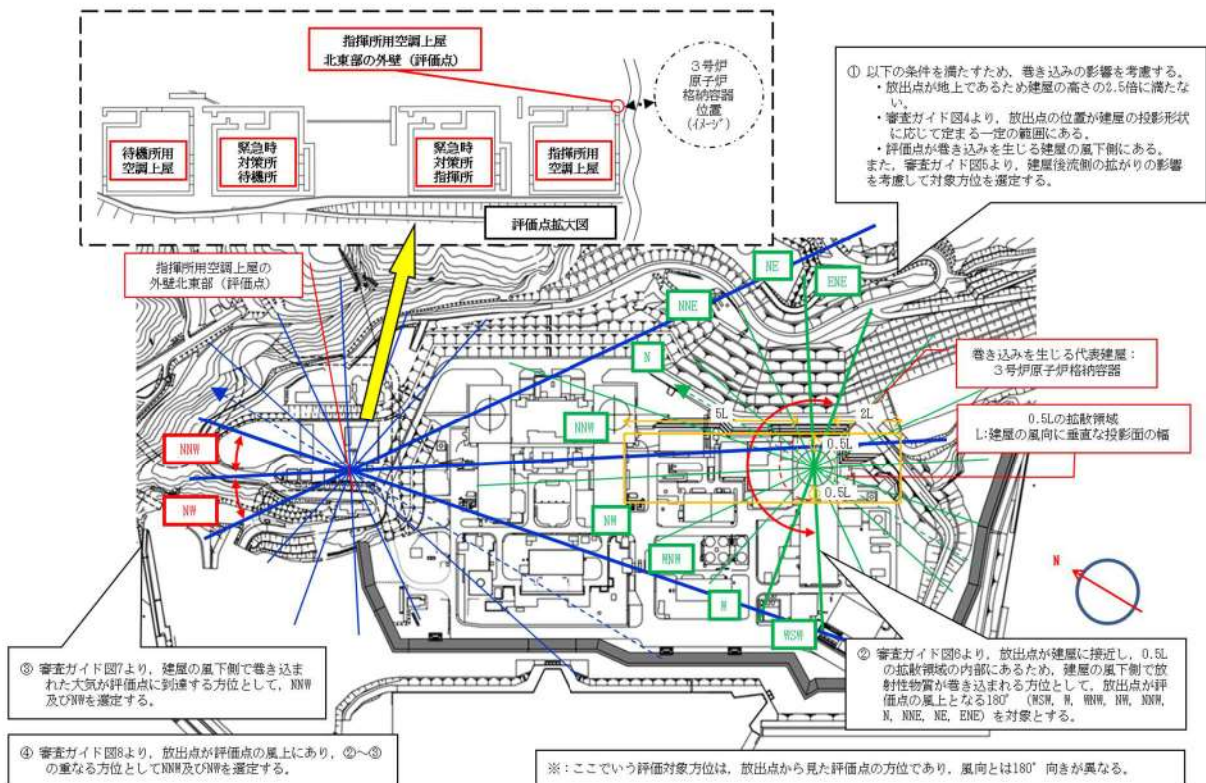 指揮所用空調上屋
北東部の外壁（評価点）
3号炉
原子炉
格納容器
位置
（イメージ）
待機所用
空調上屋
緊急時
対策所
待機所
緊急時
対策所
指揮所
指揮所用
空調上屋
評価点拡大図
① 以下の条件を満たすため，巻き込みの影響を考慮する。
・放出点が地上であるため建屋の高さの2.5倍に満たな
い。
・審査ガイド図4より，放出点の位置が建屋の投影形状
に応じて定まる一定の範囲にある。
・評価点が巻き込みを生じる建屋の風下側にある。
また，審査ガイド図5より，建屋後流側の拡がりの影響
を考慮して対象方位を選定する。
指揮所用空調上屋の
外壁北東部（評価点）
NE
ENE
NNE
N
巻き込みを生じる代表建屋：
3号炉原子炉格納容器
5L
2L
NNW
0.5L
0.5Lの拡散領域
L:建屋の風向に垂直な投影面の幅
NNW
0.5L
NW
NW
WNW
W
WSW
N
③ 審査ガイド図7より，建屋の風下側で巻き込ま
れた大気が評価点に到達する方位として，NNW
及びNWを選定する。
② 審査ガイド図6より，放出点が建屋に接近し，0.5L
の拡散領域の内部にあるため，建屋の風下側で放
射性物質が巻き込まれる方位として，放出点が評
価点の風上となる180°（WSW, W, WNW, NW, NNW,
N, NNE, NE, ENE）を対象とする。
④ 審査ガイド図8より，放出点が評価点の風上にあり，②～③
の重なる方位としてNNW及びNWを選定する。
※：ここでいう評価対象方位は，放出点から見た評価点の方位であり，風向とは180°向きが異なる。